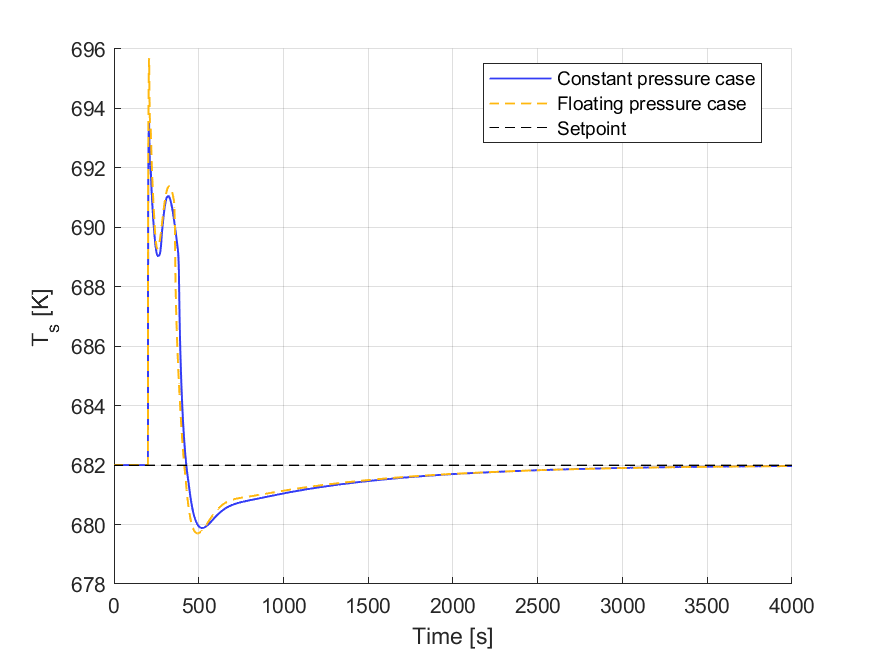 696
694
692
690
688
686
684
682
680
678
T_s [K]
0 500 1000 1500 2000 2500 3000 3500 4000
Time [s]
Constant pressure case
Floating pressure case
Setpoint